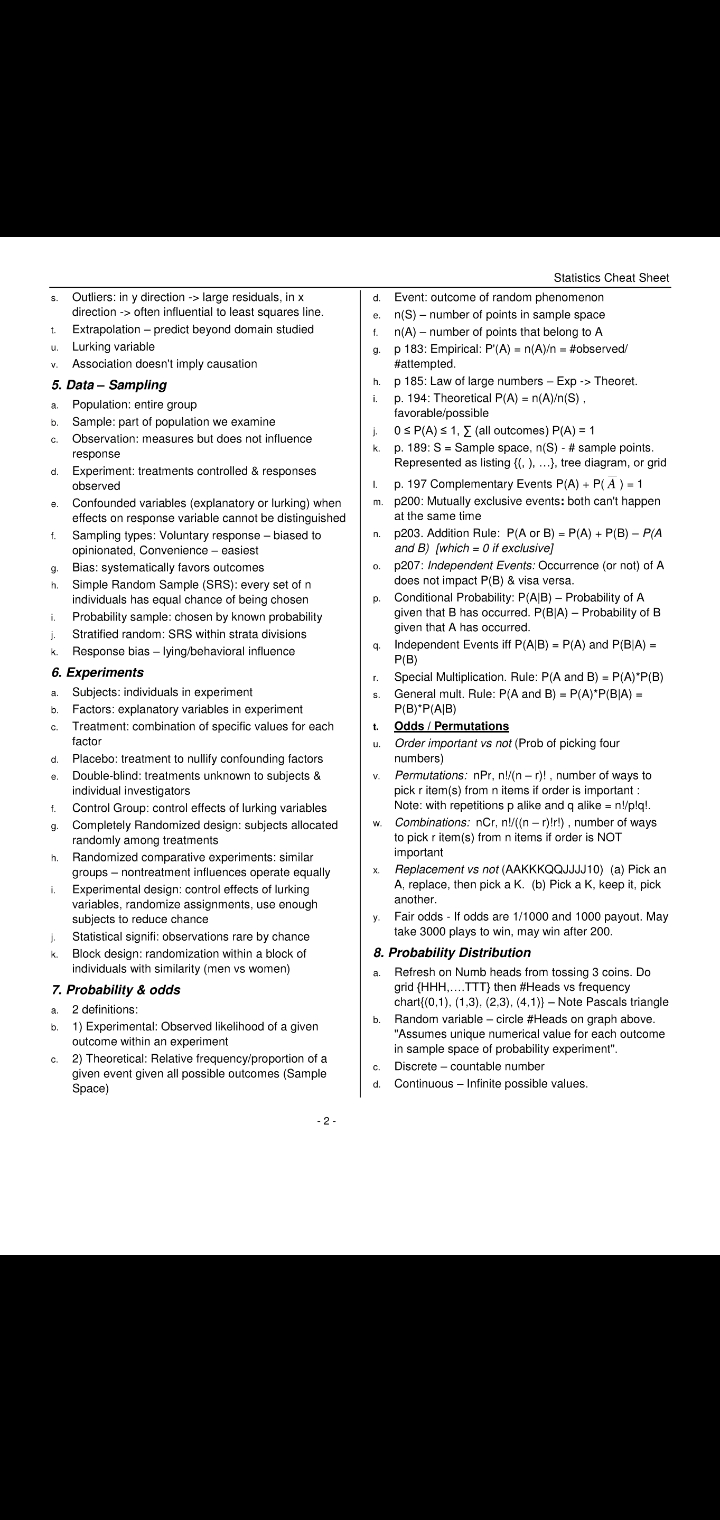 Statistics Cheat Sheet
s. Outliers: in y direction -> large residuals, in x
direction -> often influential to least squares line.
t. Extrapolation – predict beyond domain studied
u. Lurking variable
v. Association doesn't imply causation
5. Data – Sampling
a. Population: entire group
b. Sample: part of population we examine
c. Observation: measures but does not influence
response
d. Experiment: treatments controlled & responses
observed
e. Confounded variables (explanatory or lurking) when
effects on response variable cannot be distinguished
f. Sampling types: Voluntary response – biased to
opinionated, Convenience – easiest
g. Bias: systematically favors outcomes
h. Simple Random Sample (SRS): every set of n
individuals has equal chance of being chosen
i. Probability sample: chosen by known probability
j. Stratified random: SRS within strata divisions
k. Response bias – lying/behavioral influence
6. Experiments
a. Subjects: individuals in experiment
b. Factors: explanatory variables in experiment
c. Treatment: combination of specific values for each
factor
d. Placebo: treatment to nullify confounding factors
e. Double-blind: treatments unknown to subjects &
individual investigators
f. Control Group: control effects of lurking variables
g. Completely Randomized design: subjects allocated
randomly among treatments
h. Randomized comparative experiments: similar
groups – nontreatment influences operate equally
i. Experimental design: control effects of lurking
variables, randomize assignments, use enough
subjects to reduce chance
j. Statistical signifi: observations rare by chance
k. Block design: randomization within a block of
individuals with similarity (men vs women)
7. Probability & odds
a. 2 definitions:
b. 1) Experimental: Observed likelihood of a given
outcome within an experiment
c. 2) Theoretical: Relative frequency/proportion of a
given event given all possible outcomes (Sample
Space)
d. Event: outcome of random phenomenon
e. n(S) – number of points in sample space
f. n(A) – number of points that belong to A
g. p 183: Empirical: P'(A) = n(A)/n = #observed/
#attempted.
h. p 185: Law of large numbers – Exp -> Theoret.
i. p. 194: Theoretical P(A) = n(A)/n(S) ,
favorable/possible
j. 0 ≤ P(A) ≤ 1, ∑ (all outcomes) P(A) = 1
k. p. 189: S = Sample space, n(S) - # sample points.
Represented as listing {(, ), …}, tree diagram, or grid
l. p. 197 Complementary Events P(A) + P( A̅ ) = 1
m. p200: Mutually exclusive events: both can't happen
at the same time
n. p203. Addition Rule: P(A or B) = P(A) + P(B) – P(A
and B) [which = 0 if exclusive]
o. p207: Independent Events: Occurrence (or not) of A
does not impact P(B) & visa versa.
p. Conditional Probability: P(A|B) – Probability of A
given that B has occurred. P(B|A) – Probability of B
given that A has occurred.
q. Independent Events iff P(A|B) = P(A) and P(B|A) =
P(B)
r. Special Multiplication. Rule: P(A and B) = P(A)*P(B)
s. General mult. Rule: P(A and B) = P(A)*P(B|A) =
P(B)*P(A|B)
t. Odds / Permutations
u. Order important vs not (Prob of picking four
numbers)
v. Permutations: nPr, n!/(n – r)! , number of ways to
pick r item(s) from n items if order is important :
Note: with repetitions p alike and q alike = n!/p!q!.
w. Combinations: nCr, n!/((n – r)!r!) , number of ways
to pick r item(s) from n items if order is NOT
important
x. Replacement vs not (AAKKKQQJJJJ10) (a) Pick an
A, replace, then pick a K. (b) Pick a K, keep it, pick
another.
y. Fair odds - If odds are 1/1000 and 1000 payout. May
take 3000 plays to win, may win after 200.
8. Probability Distribution
a. Refresh on Numb heads from tossing 3 coins. Do
grid {HHH,….TTT} then #Heads vs frequency
chart{(0,1), (1,3), (2,3), (4,1)} – Note Pascals triangle
b. Random variable – circle #Heads on graph above.
"Assumes unique numerical value for each outcome
in sample space of probability experiment".
c. Discrete – countable number
d. Continuous – Infinite possible values.
- 2 -